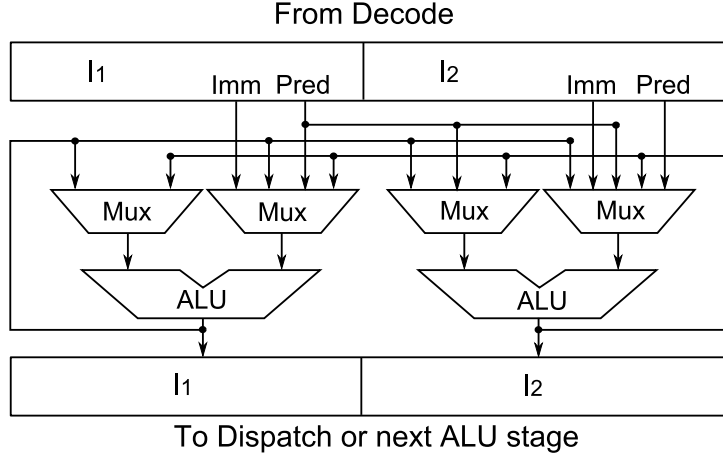 From Decode
I1 I2
Imm Pred Imm Pred
Mux Mux Mux Mux
ALU ALU
I1 I2
To Dispatch or next ALU stage